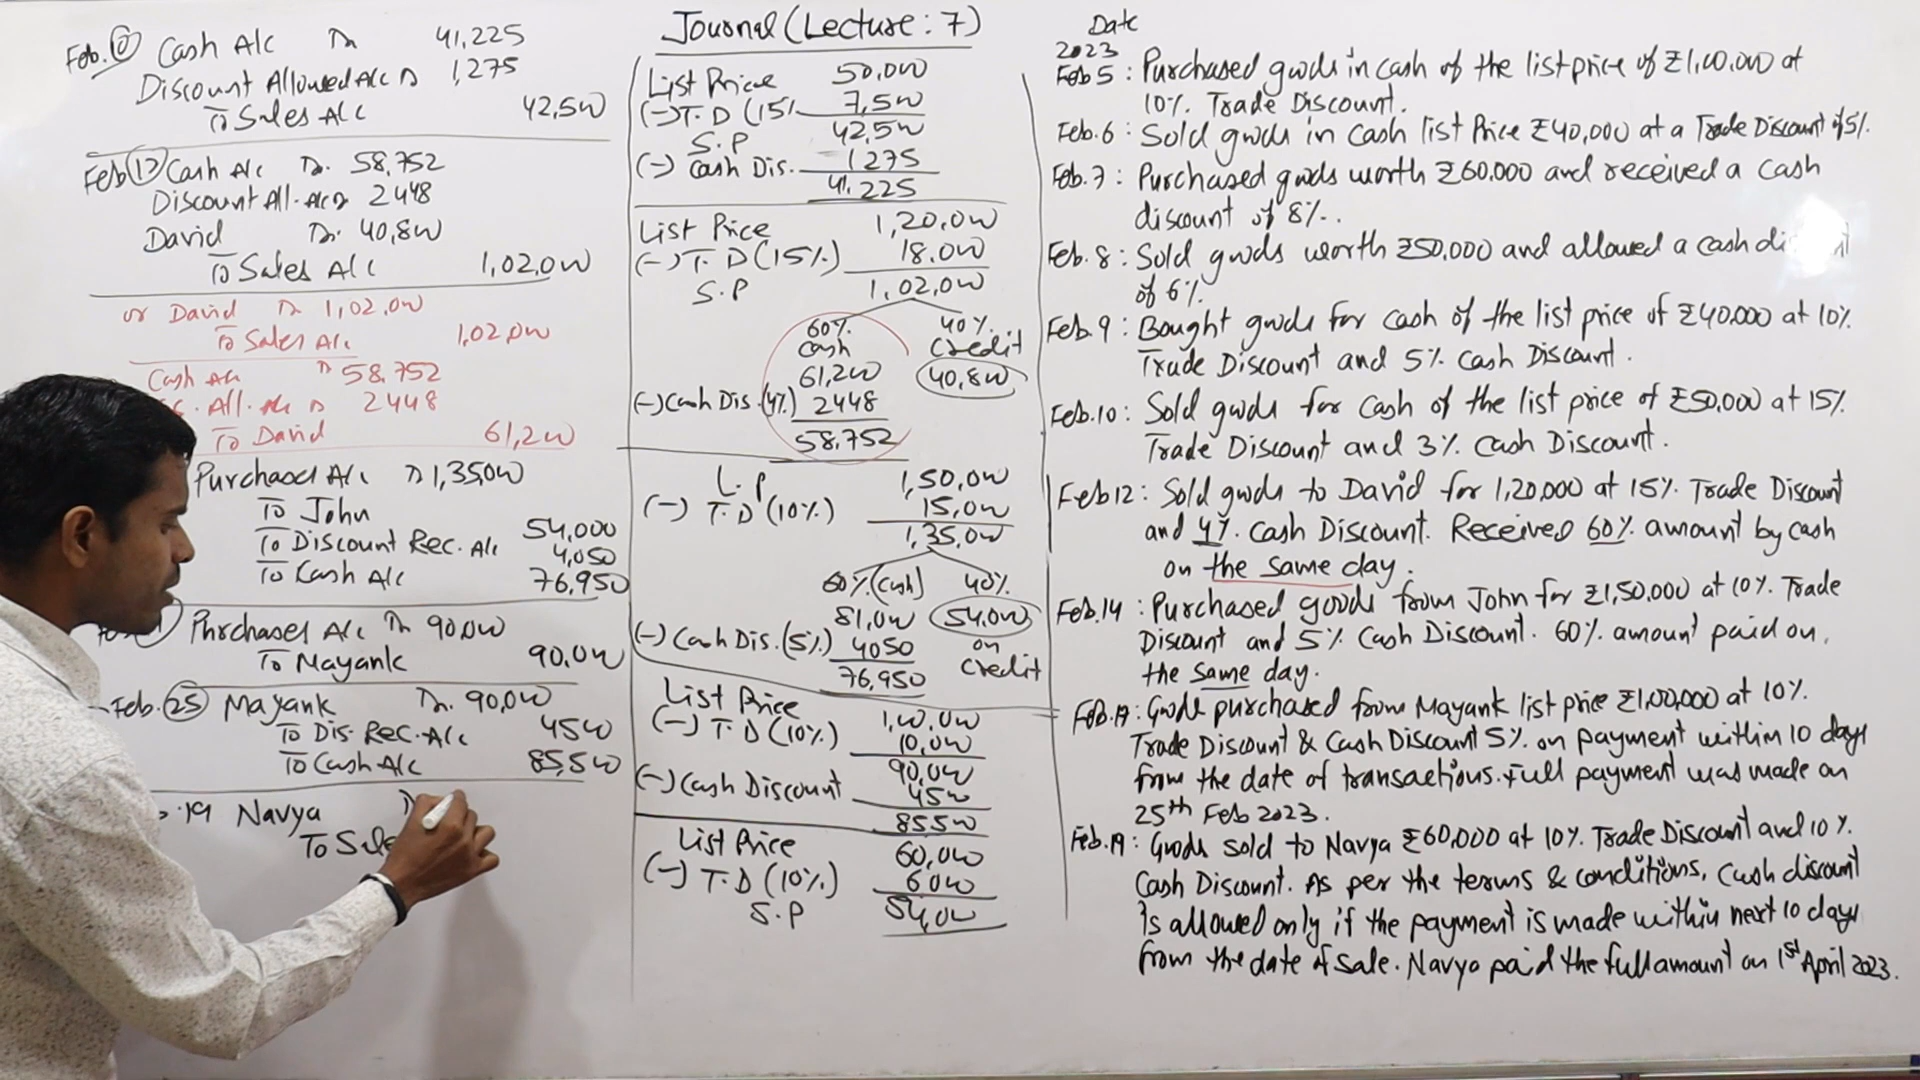 Journal (Lecture: 7)
Feb. 10 Cash A/c Dr 41,225
Discount Allowed A/c Dr 1,275
To Sales A/c 42,500
Feb 12 Cash A/c Dr. 58,752
Discount All. A/c Dr 2448
David Dr. 40,800
To Sales A/c 1,02,000
or David Dr 1,02,000
To Sales A/c 1,02,000
Cash A/c Dr 58,752
All. A/c Dr 2448
To David 61,200
Purchases A/c Dr 1,35,000
To John 54,000
To Discount Rec. A/c 4,050
To Cash A/c 76,950
Phrchases A/c Dr 90,000
To Mayank 90,000
Feb. 25 Mayank Dr. 90,000
To Dis. Rec. A/c 4500
To Cash A/c 85,500
19 Navya Dr
To Sale
List Price 50,000
(-) T.D (15% 7,500
S.P 42,500
(-) Cash Dis. 1275
41,225
List Price 1,20,000
(-) T.D (15%) 18,000
S.P 1,02,000
60% 40%
Cash Credit
61,200 40,800
(-) Cash Dis. (4%) 2448
58,752
L.P 1,50,000
(-) T.D (10%) 15,000
1,35,000
60% (Cash) 40%
81,000 54,000
(-) Cash Dis. (5%) 4050 on
76,950 Credit
List Price 1,00,000
(-) T.D (10%) 10,000
90,000
(-) Cash Discount 4500
85500
List Price 60,000
(-) T.D (10%) 6000
S.P 54,000
Date
2023
Feb 5 : Purchased goods in cash of the list price of ₹1,00,000 at
10% Trade Discount.
Feb. 6 : Sold goods in cash list Price ₹40,000 at a Trade Discount of 5%.
Feb. 7 : Purchased goods worth ₹60,000 and received a cash
discount of 8%..
Feb. 8 : Sold goods worth ₹50,000 and allowed a cash
of 6%.
Feb. 9 : Bought goods for cash of the list price of ₹40,000 at 10%
Trade Discount and 5% Cash Discount.
Feb. 10 : Sold goods for cash of the list price of ₹50,000 at 15%
Trade Discount and 3% Cash Discount.
Feb 12 : Sold goods to David for 1,20,000 at 15% Trade Discount
and 4% Cash Discount. Received 60% amount by cash
on the same day.
Feb. 14 : Purchased goods from John for ₹1,50,000 at 10% Trade
Discount and 5% Cash Discount. 60% amount paid on
the same day.
Feb. 17 : Goods purchased from Mayank list price ₹1,00,000 at 10%
Trade Discount & Cash Discount 5% on payment within 10 days
from the date of transactions. Full payment was made on
25th Feb 2023.
Feb. 19 : Goods sold to Navya ₹60,000 at 10% Trade Discount and 10%
Cash Discount. As per the terms & conditions, Cash discount
is allowed only if the payment is made within next 10 days
from the date of sale. Navya paid the full amount on 1st April 2023.